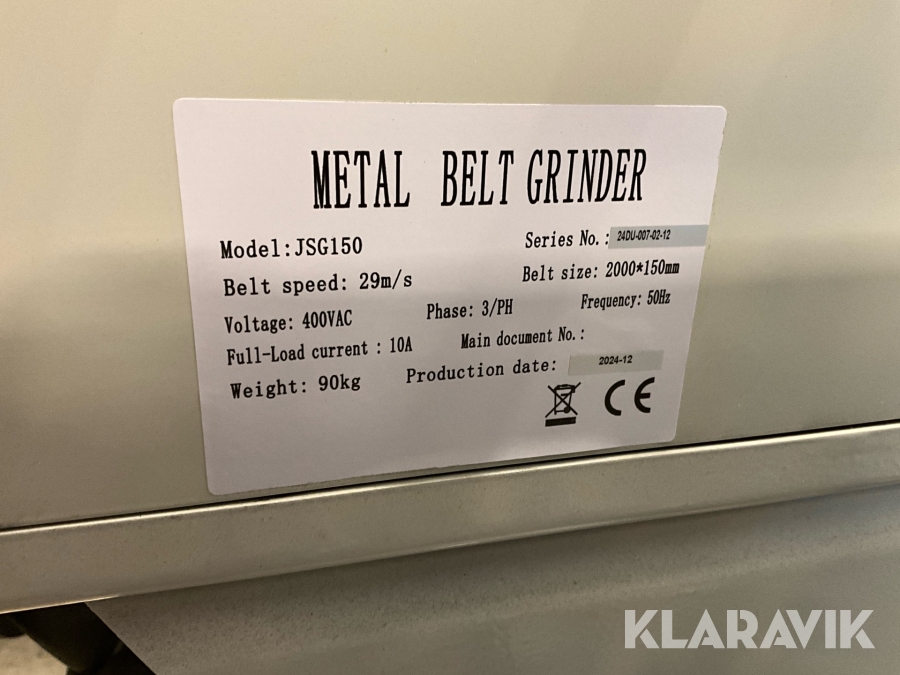 METAL BELT GRINDER
Model:JSG150
Series No.: 24DU-007-02-12
Belt speed: 29m/s
Belt size: 2000*150mm
Voltage: 400VAC
Phase: 3/PH
Frequency: 50Hz
Full-Load current : 10A
Main document No.:
Weight: 90kg
Production date: 2024-12
CE
KLARAVIK